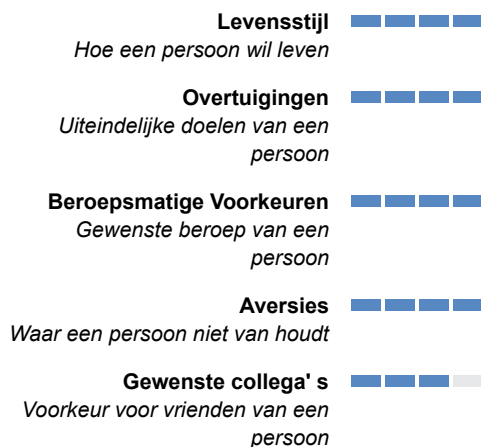 Levensstijl
Hoe een persoon wil leven
Overtuigingen
Uiteindelijke doelen van een
persoon
Beroepsmatige Voorkeuren
Gewenste beroep van een
persoon
Aversies
Waar een persoon niet van houdt
Gewenste collega' s
Voorkeur voor vrienden van een
persoon